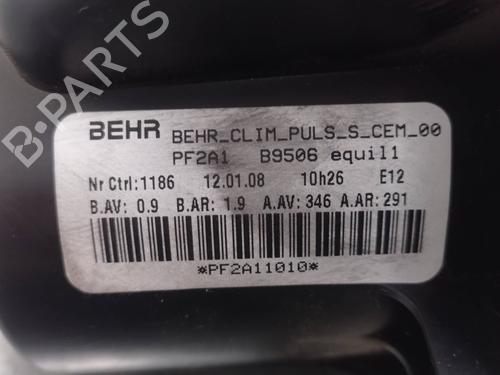 BEHR BEHR_CLIM_PULS_S_CEM_00
PF2A1 B9506 equil1
Nr Ctrl:1186 12.01.08 10h26 E12
B.AV: 0.9 B.AR: 1.9 A.AV: 346 A.AR: 291
*PF2A11010*
B-PARTS